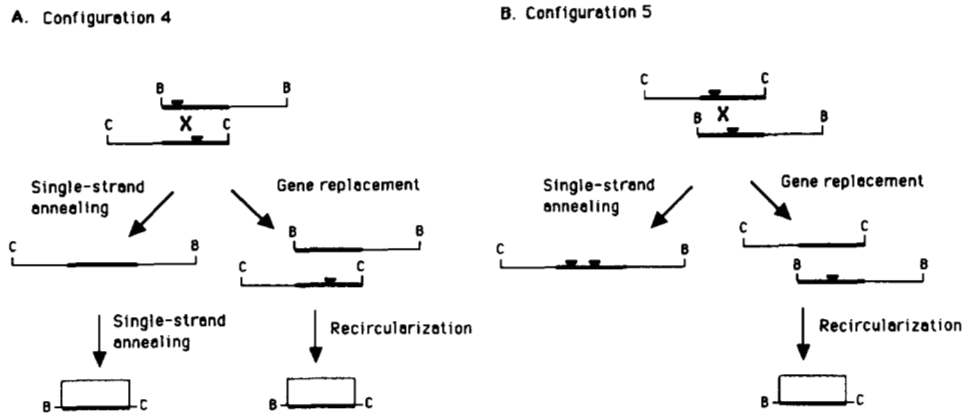 A. Configuration 4
B. Configuration 5
B B
X
C C
C C
X
B B
Single-strand
annealing
Gene replacement
Single-strand
annealing
Gene replacement
C B
B B
C C
C B
C C
B B
Single-strand
annealing
Recircularization
Recircularization
B C
B C
B C